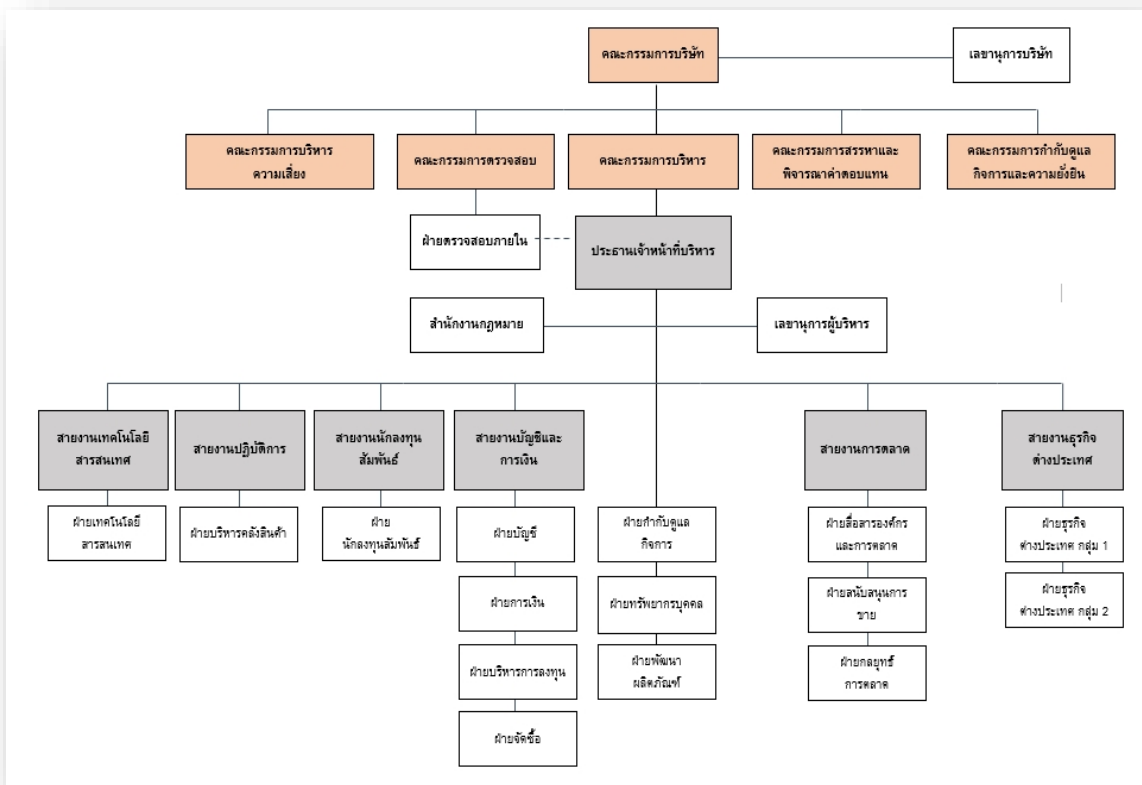 คณะกรรมการบริษัท
เลขานุการบริษัท
คณะกรรมการบริหาร
ความเสี่ยง
คณะกรรมการตรวจสอบ
คณะกรรมการบริหาร
คณะกรรมการสรรหาและ
พิจารณาค่าตอบแทน
คณะกรรมการกำกับดูแล
กิจการและความยั่งยืน
ฝ่ายตรวจสอบภายใน
ประธานเจ้าหน้าที่บริหาร
สำนักงานกฎหมาย
เลขานุการผู้บริหาร
สายงานเทคโนโลยี
สารสนเทศ
สายงานปฏิบัติการ
สายงานนักลงทุน
สัมพันธ์
สายงานบัญชีและ
การเงิน
สายงานการตลาด
สายงานธุรกิจ
ต่างประเทศ
ฝ่ายเทคโนโลยี
สารสนเทศ
ฝ่ายบริหารคลังสินค้า
ฝ่าย
นักลงทุนสัมพันธ์
ฝ่ายบัญชี
ฝ่ายกำกับดูแล
กิจการ
ฝ่ายสื่อสารองค์กร
และการตลาด
ฝ่ายธุรกิจ
ต่างประเทศ กลุ่ม 1
ฝ่ายการเงิน
ฝ่ายทรัพยากรบุคคล
ฝ่ายสนับสนุนการ
ขาย
ฝ่ายธุรกิจ
ต่างประเทศ กลุ่ม 2
ฝ่ายบริหารการลงทุน
ฝ่ายพัฒนา
ผลิตภัณฑ์
ฝ่ายกลยุทธ์
การตลาด
ฝ่ายจัดซื้อ